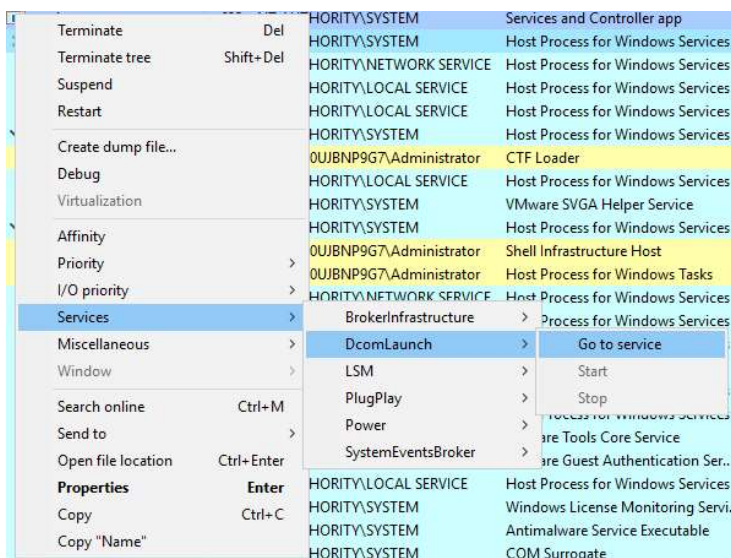 HORITY\SYSTEM Services and Controller app
Terminate Del HORITY\SYSTEM Host Process for Windows Services
Terminate tree Shift+Del HORITY\NETWORK SERVICE Host Process for Windows Services
Suspend HORITY\LOCAL SERVICE Host Process for Windows Services
Restart HORITY\LOCAL SERVICE Host Process for Windows Services
HORITY\SYSTEM Host Process for Windows Services
Create dump file... 0UJBNP9G7\Administrator CTF Loader
Debug HORITY\LOCAL SERVICE Host Process for Windows Services
Virtualization HORITY\SYSTEM VMware SVGA Helper Service
Affinity HORITY\SYSTEM Host Process for Windows Services
0UJBNP9G7\Administrator Shell Infrastructure Host
Priority 0UJBNP9G7\Administrator Host Process for Windows Tasks
I/O priority HORITY\NETWORK SERVICE Host Process for Windows Services
Services BrokerInfrastructure Process for Windows Services
Miscellaneous DcomLaunch Go to service
Window LSM Start
PlugPlay Stop
Search online Ctrl+M Power
Send to SystemEventsBroker are Tools Core Service
Open file location Ctrl+Enter are Guest Authentication Ser...
Properties Enter HORITY\LOCAL SERVICE Host Process for Windows Services
Copy Ctrl+C HORITY\SYSTEM Windows License Monitoring Servi...
Copy "Name" HORITY\SYSTEM Antimalware Service Executable
HORITY\SYSTEM COM Surrogate